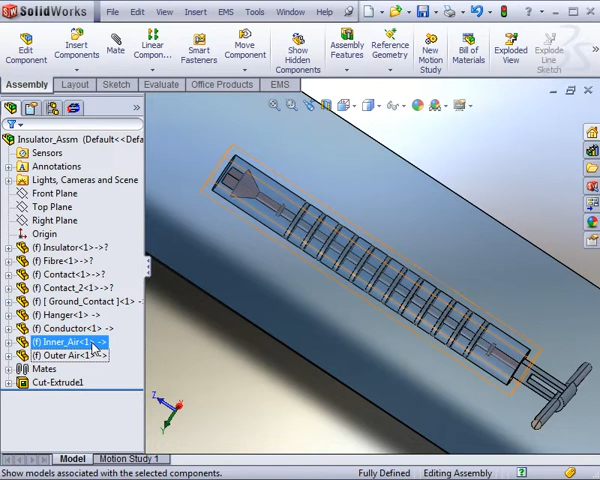 SolidWorks File Edit View Insert Tools EMS Window Help
Edit Component
Insert Components
Mate
Linear Compon...
Smart Fasteners
Move Component
Show Hidden Components
Assembly Features
Reference Geometry
New Motion Study
Bill of Materials
Exploded View
Explode Line Sketch
Assembly Layout Sketch Evaluate Office Products EMS
Insulator_Assm (Default<<Defa
Sensors
Annotations
Lights, Cameras and Scene
Front Plane
Top Plane
Right Plane
Origin
(f) Insulator<1>->?
(f) Fibre<1>->?
(f) Contact<1>->?
(f) Contact_2<1>->?
(f) [ Ground_Contact ]<1> ->
(f) Hanger<1> ->
(f) Conductor<1> ->
(f) Inner_Air<1> ->
(f) Outer Air<1> ->
Mates
Cut-Extrude1
Z X Y
Model Motion Study 1
Show models associated with the selected components. Fully Defined Editing Assembly